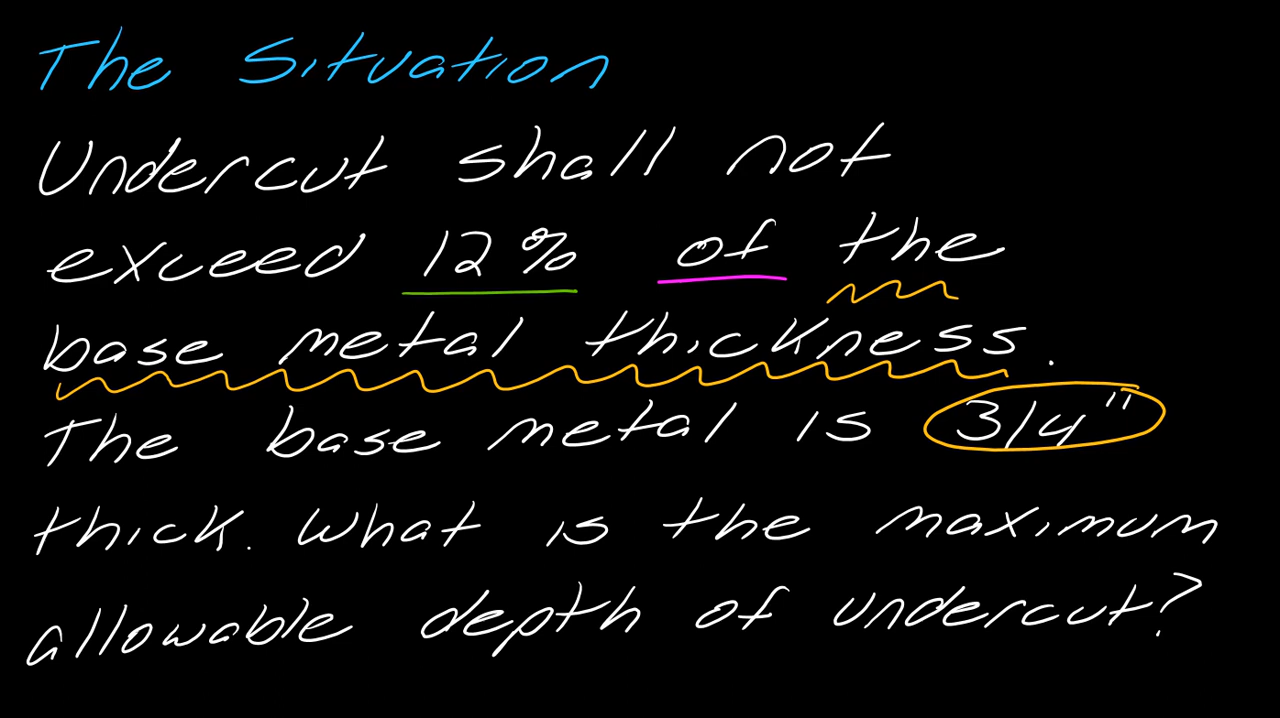 The Situation
Undercut shall not
exceed 12% of the
base metal thickness.
The base metal is 3/4"
thick. What is the maximum
allowable depth of undercut?